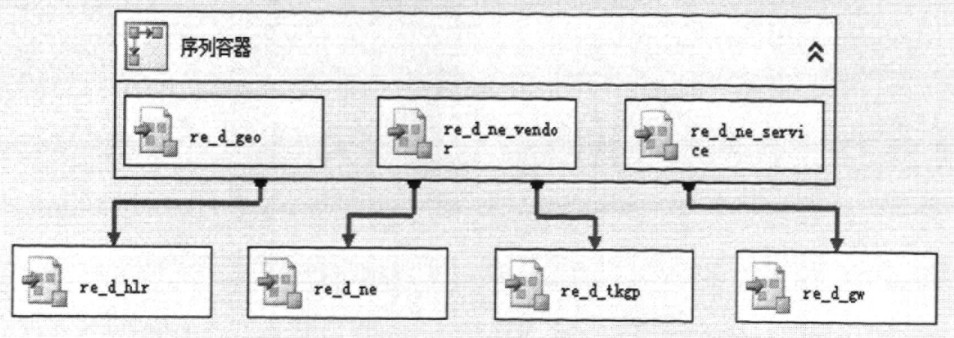 序列容器
re_d_geo
re_d_ne_vendo
r
re_d_ne_servi
ce
re_d_hlr
re_d_ne
re_d_tkgp
re_d_gw